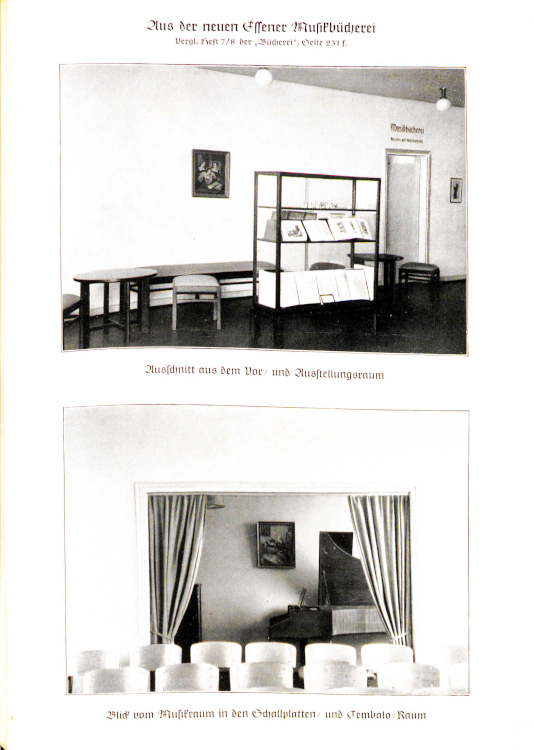 Aus der neuen Essener Musikbücherei
Vergl. Heft 7/8 der „Bücherei“, Seite 231 f.
Musikbücherei
Ausschnitt aus dem Vor- und Ausstellungsraum
Blick vom Musikraum in den Schallplatten- und Cembalo-Raum